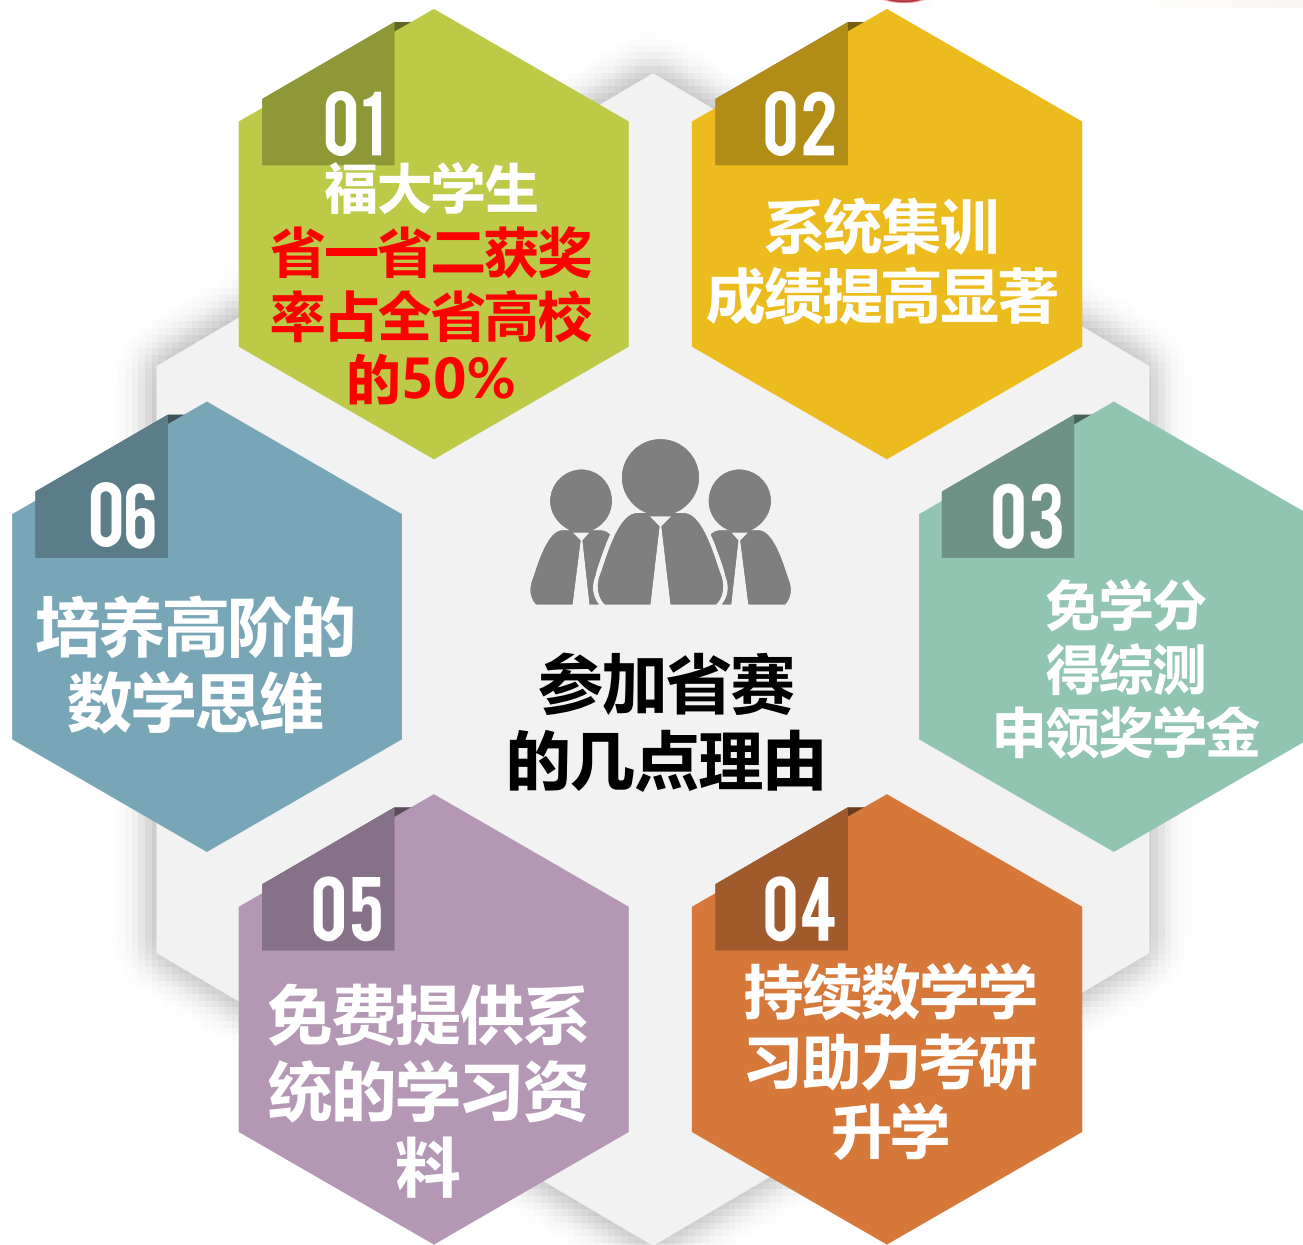 01
福大学生
省一省二获奖
率占全省高校
的50%
02
系统集训
成绩提高显著
03
免学分
得综测
申领奖学金
04
持续数学学
习助力考研
升学
05
免费提供系
统的学习资
料
06
培养高阶的
数学思维
参加省赛
的几点理由